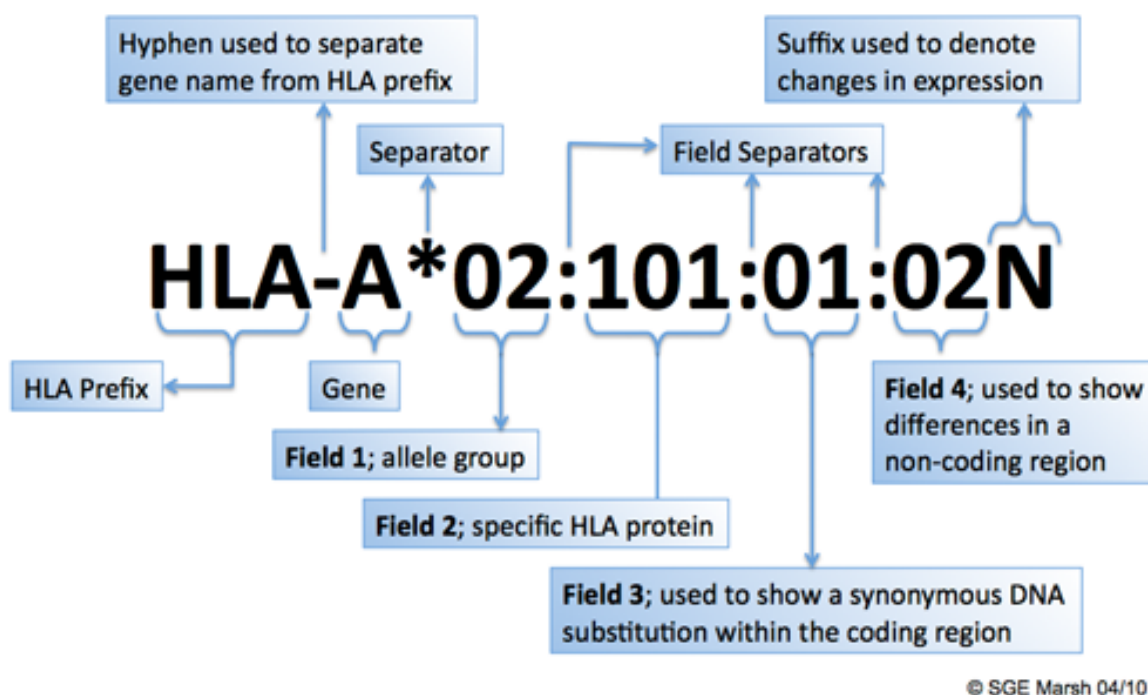 Hyphen used to separate
gene name from HLA prefix
Suffix used to denote
changes in expression
Separator
Field Separators
HLA-A*02:101:01:02N
HLA Prefix
Gene
Field 1; allele group
Field 2; specific HLA protein
Field 3; used to show a synonymous DNA
substitution within the coding region
Field 4; used to show
differences in a
non-coding region
© SGE Marsh 04/10